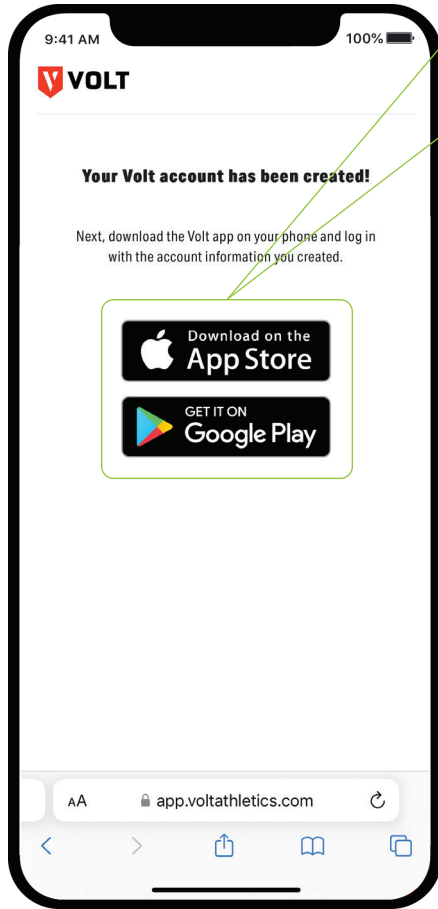 9:41 AM 100%
VOLT
Your Volt account has been created!
Next, download the Volt app on your phone and log in
with the account information you created.
Download on the
App Store
GET IT ON
Google Play
AA app.voltathletics.com